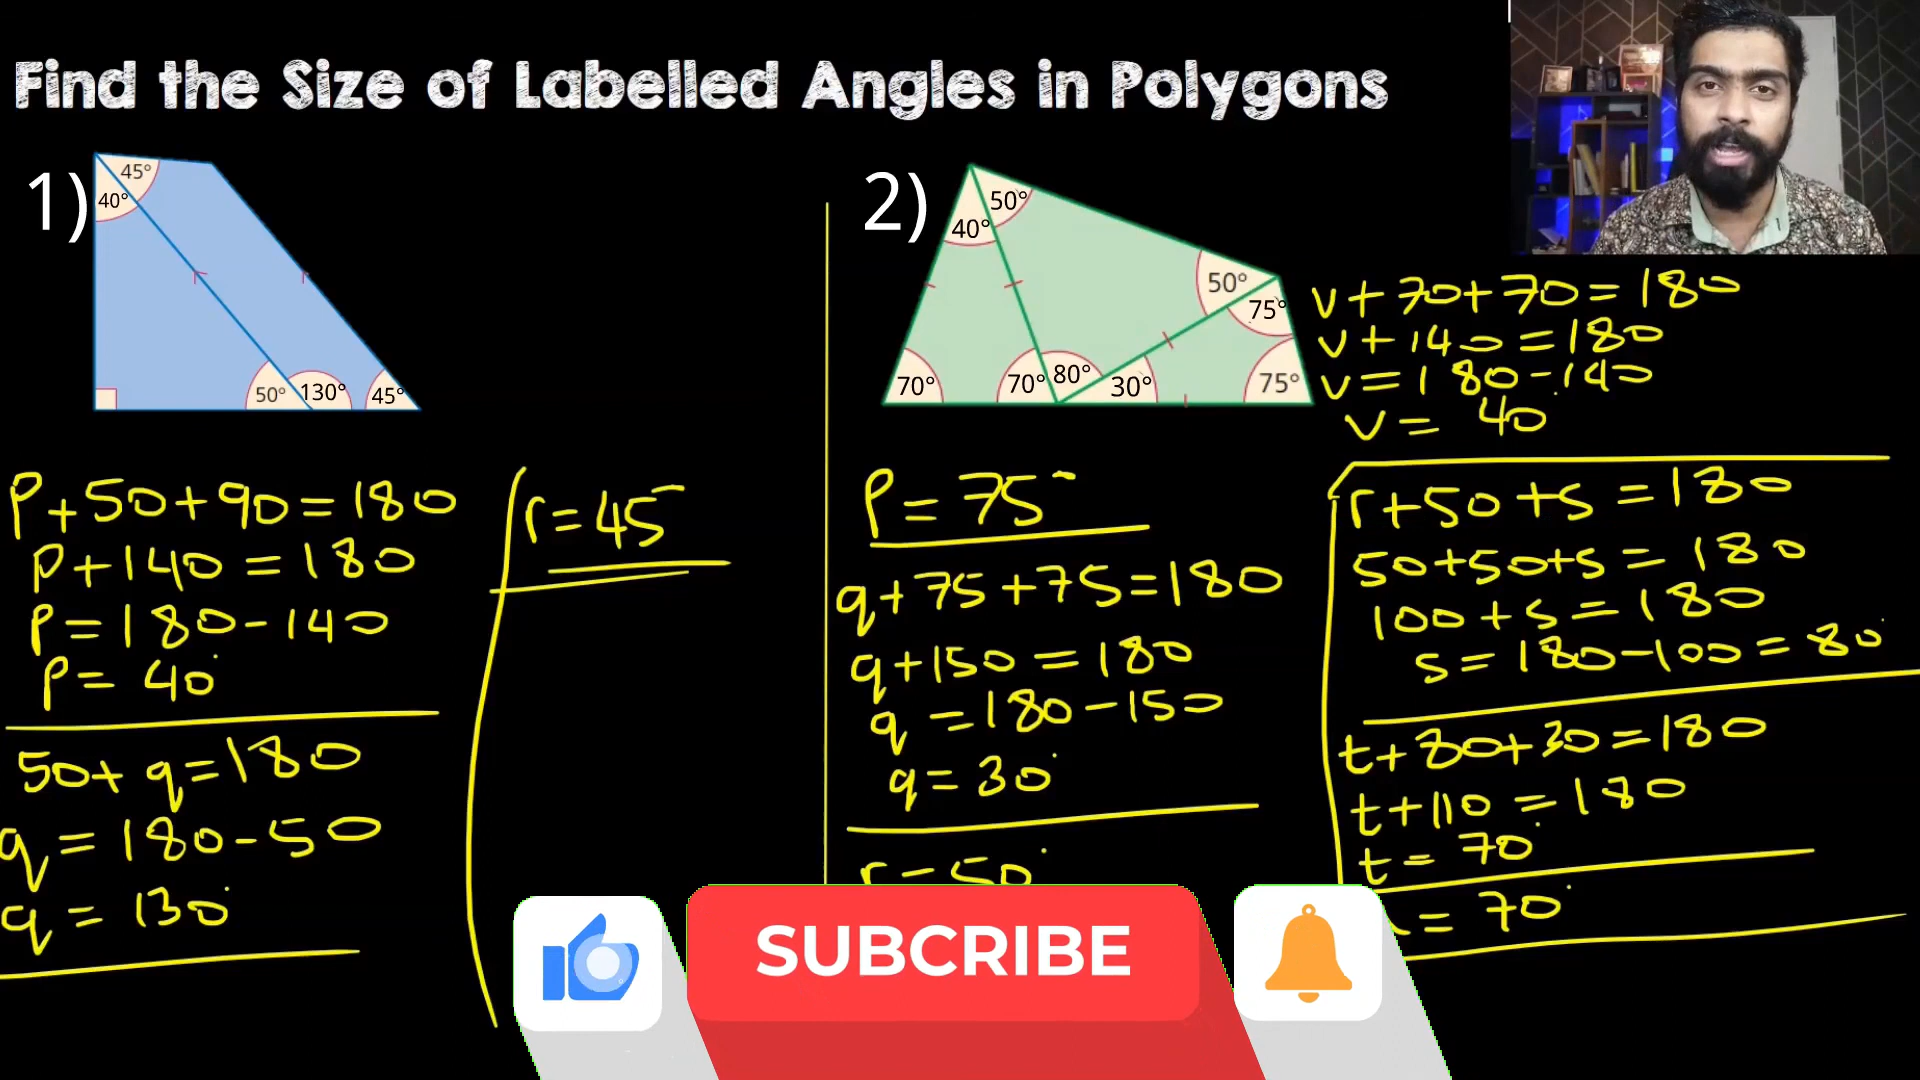 Find the Size of Labelled Angles in Polygons
1)
45°
40°
50°
130°
45°
P+50+90=180
P+140=180
P=180-140
P=40°
50+q=180
q=180-50
q=130°
r=45°
2)
50°
40°
50°
75°
70°
70°
80°
30°
75°
P=75°
q+75+75=180
q+150=180
q=180-150
q=30°
r=50°
v+70+70=180
v+140=180
v=180-140
v=40
r+50+s=180
50+50+s=180
100+s=180
s=180-100=80°
t+80+30=180
t+110=180
t=70°
=70°
SUBCRIBE